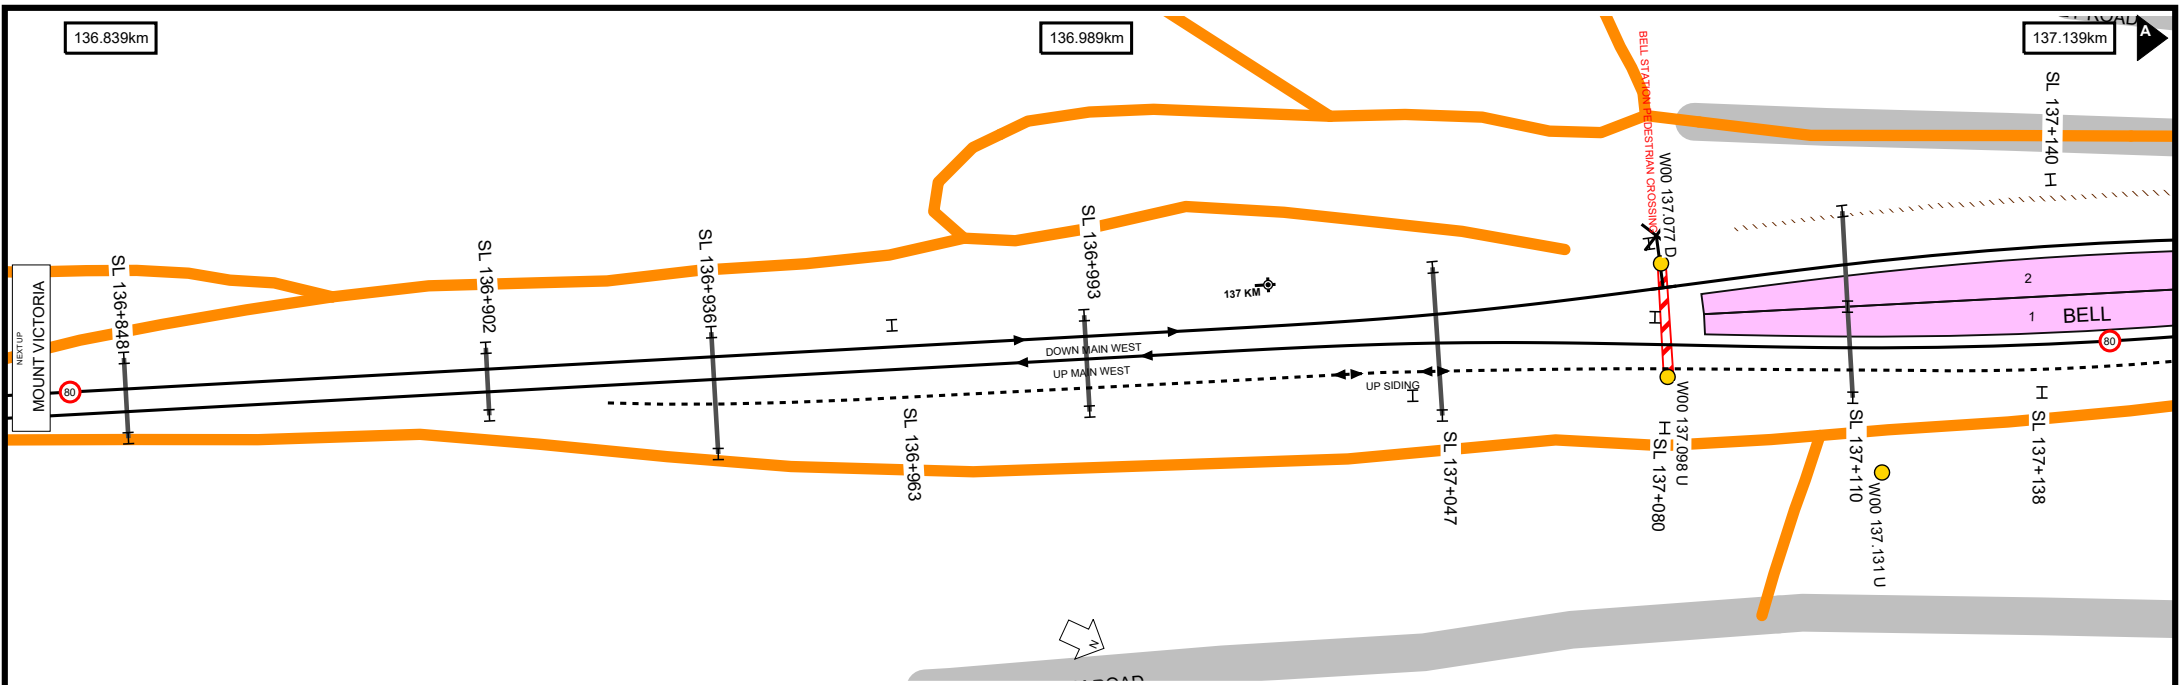 136.839km
136.989km
137.139km
A
BELL STATION PEDESTRIAN CROSSING
W00 137.077 D
SL 137+140
SL 136+848
SL 136+902
SL 136+936
SL 136+993
137 KM
NEXT UP
MOUNT VICTORIA
80
DOWN MAIN WEST
UP MAIN WEST
UP SIDING
2
1
BELL
80
SL 136+963
SL 137+047
SL 137+080
W00 137.098 U
SL 137+110
W00 137.131 U
SL 137+138
N
ROAD